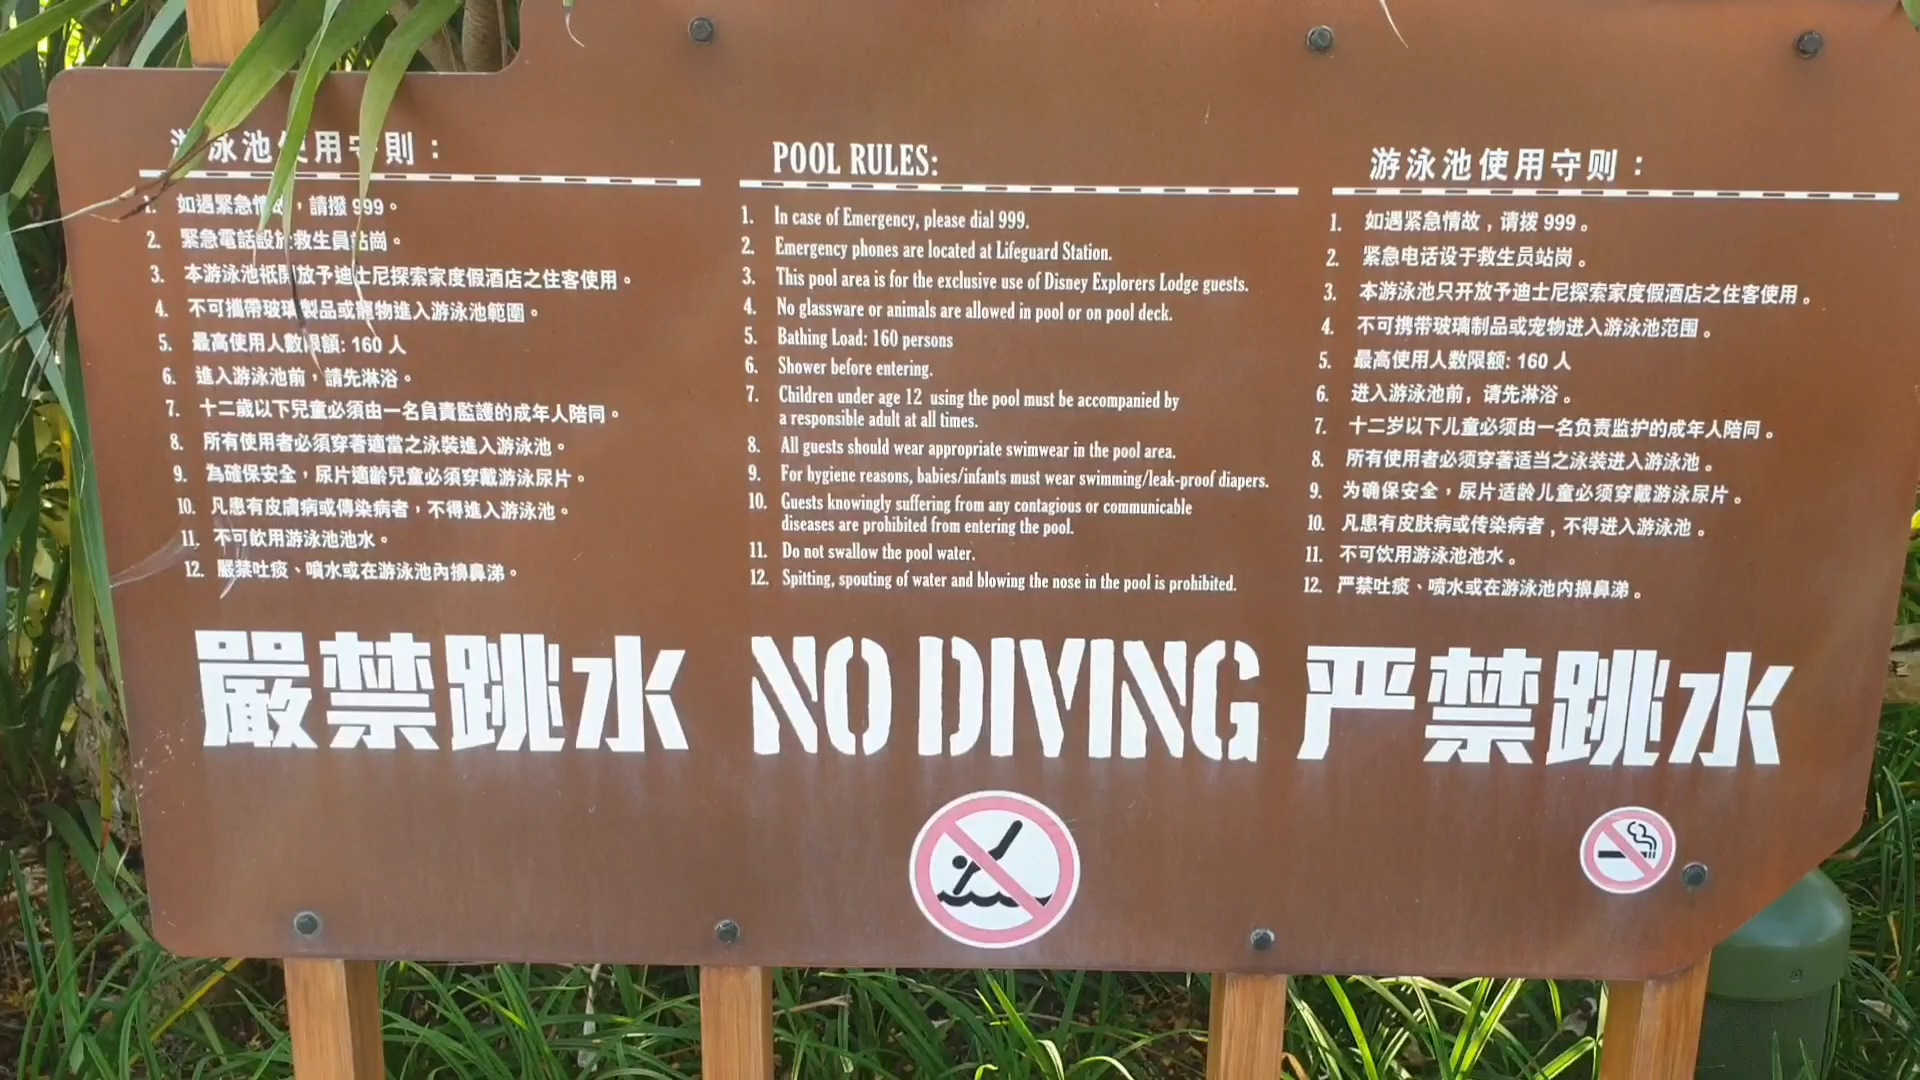 游泳池使用守則：
1. 如遇緊急情故，請撥 999。
2. 緊急電話設於救生員站崗。
3. 本游泳池祇開放予迪士尼探索家度假酒店之住客使用。
4. 不可攜帶玻璃製品或寵物進入游泳池範圍。
5. 最高使用人數限額: 160 人
6. 進入游泳池前，請先淋浴。
7. 十二歲以下兒童必須由一名負責監護的成年人陪同。
8. 所有使用者必須穿著適當之泳裝進入游泳池。
9. 為確保安全，尿片適齡兒童必須穿戴游泳尿片。
10. 凡患有皮膚病或傳染病者，不得進入游泳池。
11. 不可飲用游泳池池水。
12. 嚴禁吐痰、噴水或在游泳池內擤鼻涕。
嚴禁跳水
POOL RULES:
1. In case of Emergency, please dial 999.
2. Emergency phones are located at Lifeguard Station.
3. This pool area is for the exclusive use of Disney Explorers Lodge guests.
4. No glassware or animals are allowed in pool or on pool deck.
5. Bathing Load: 160 persons
6. Shower before entering.
7. Children under age 12 using the pool must be accompanied by
a responsible adult at all times.
8. All guests should wear appropriate swimwear in the pool area.
9. For hygiene reasons, babies/infants must wear swimming/leak-proof diapers.
10. Guests knowingly suffering from any contagious or communicable
diseases are prohibited from entering the pool.
11. Do not swallow the pool water.
12. Spitting, spouting of water and blowing the nose in the pool is prohibited.
NO DIVING
游泳池使用守则：
1. 如遇紧急情故，请拨 999。
2. 紧急电话设于救生员站岗。
3. 本游泳池只开放予迪士尼探索家度假酒店之住客使用。
4. 不可携带玻璃制品或宠物进入游泳池范围。
5. 最高使用人数限额: 160 人
6. 进入游泳池前，请先淋浴。
7. 十二岁以下儿童必须由一名负责监护的成年人陪同。
8. 所有使用者必须穿著适当之泳装进入游泳池。
9. 为确保安全，尿片适龄儿童必须穿戴游泳尿片。
10. 凡患有皮肤病或传染病者，不得进入游泳池。
11. 不可饮用游泳池池水。
12. 严禁吐痰、喷水或在游泳池内擤鼻涕。
严禁跳水